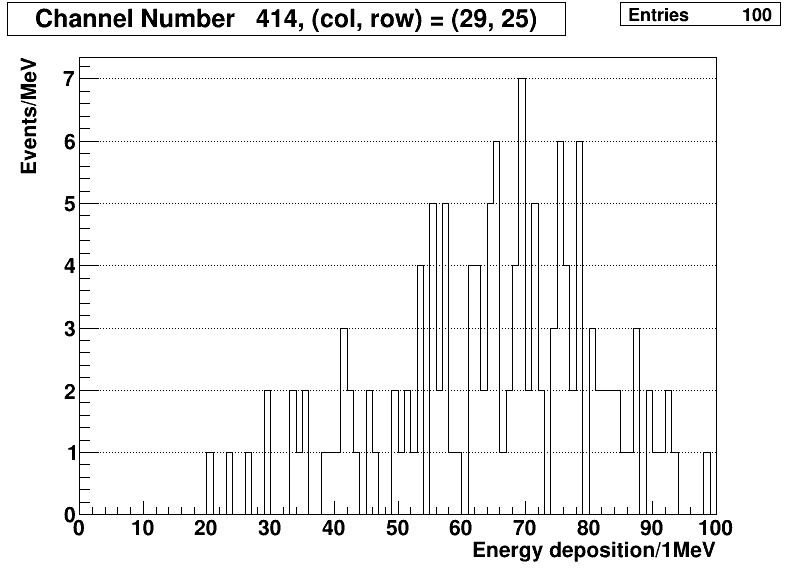 Channel Number 414, (col, row) = (29, 25)
Entries 100
Events/MeV
7
6
5
4
3
2
1
0
0 10 20 30 40 50 60 70 80 90 100
Energy deposition/1MeV